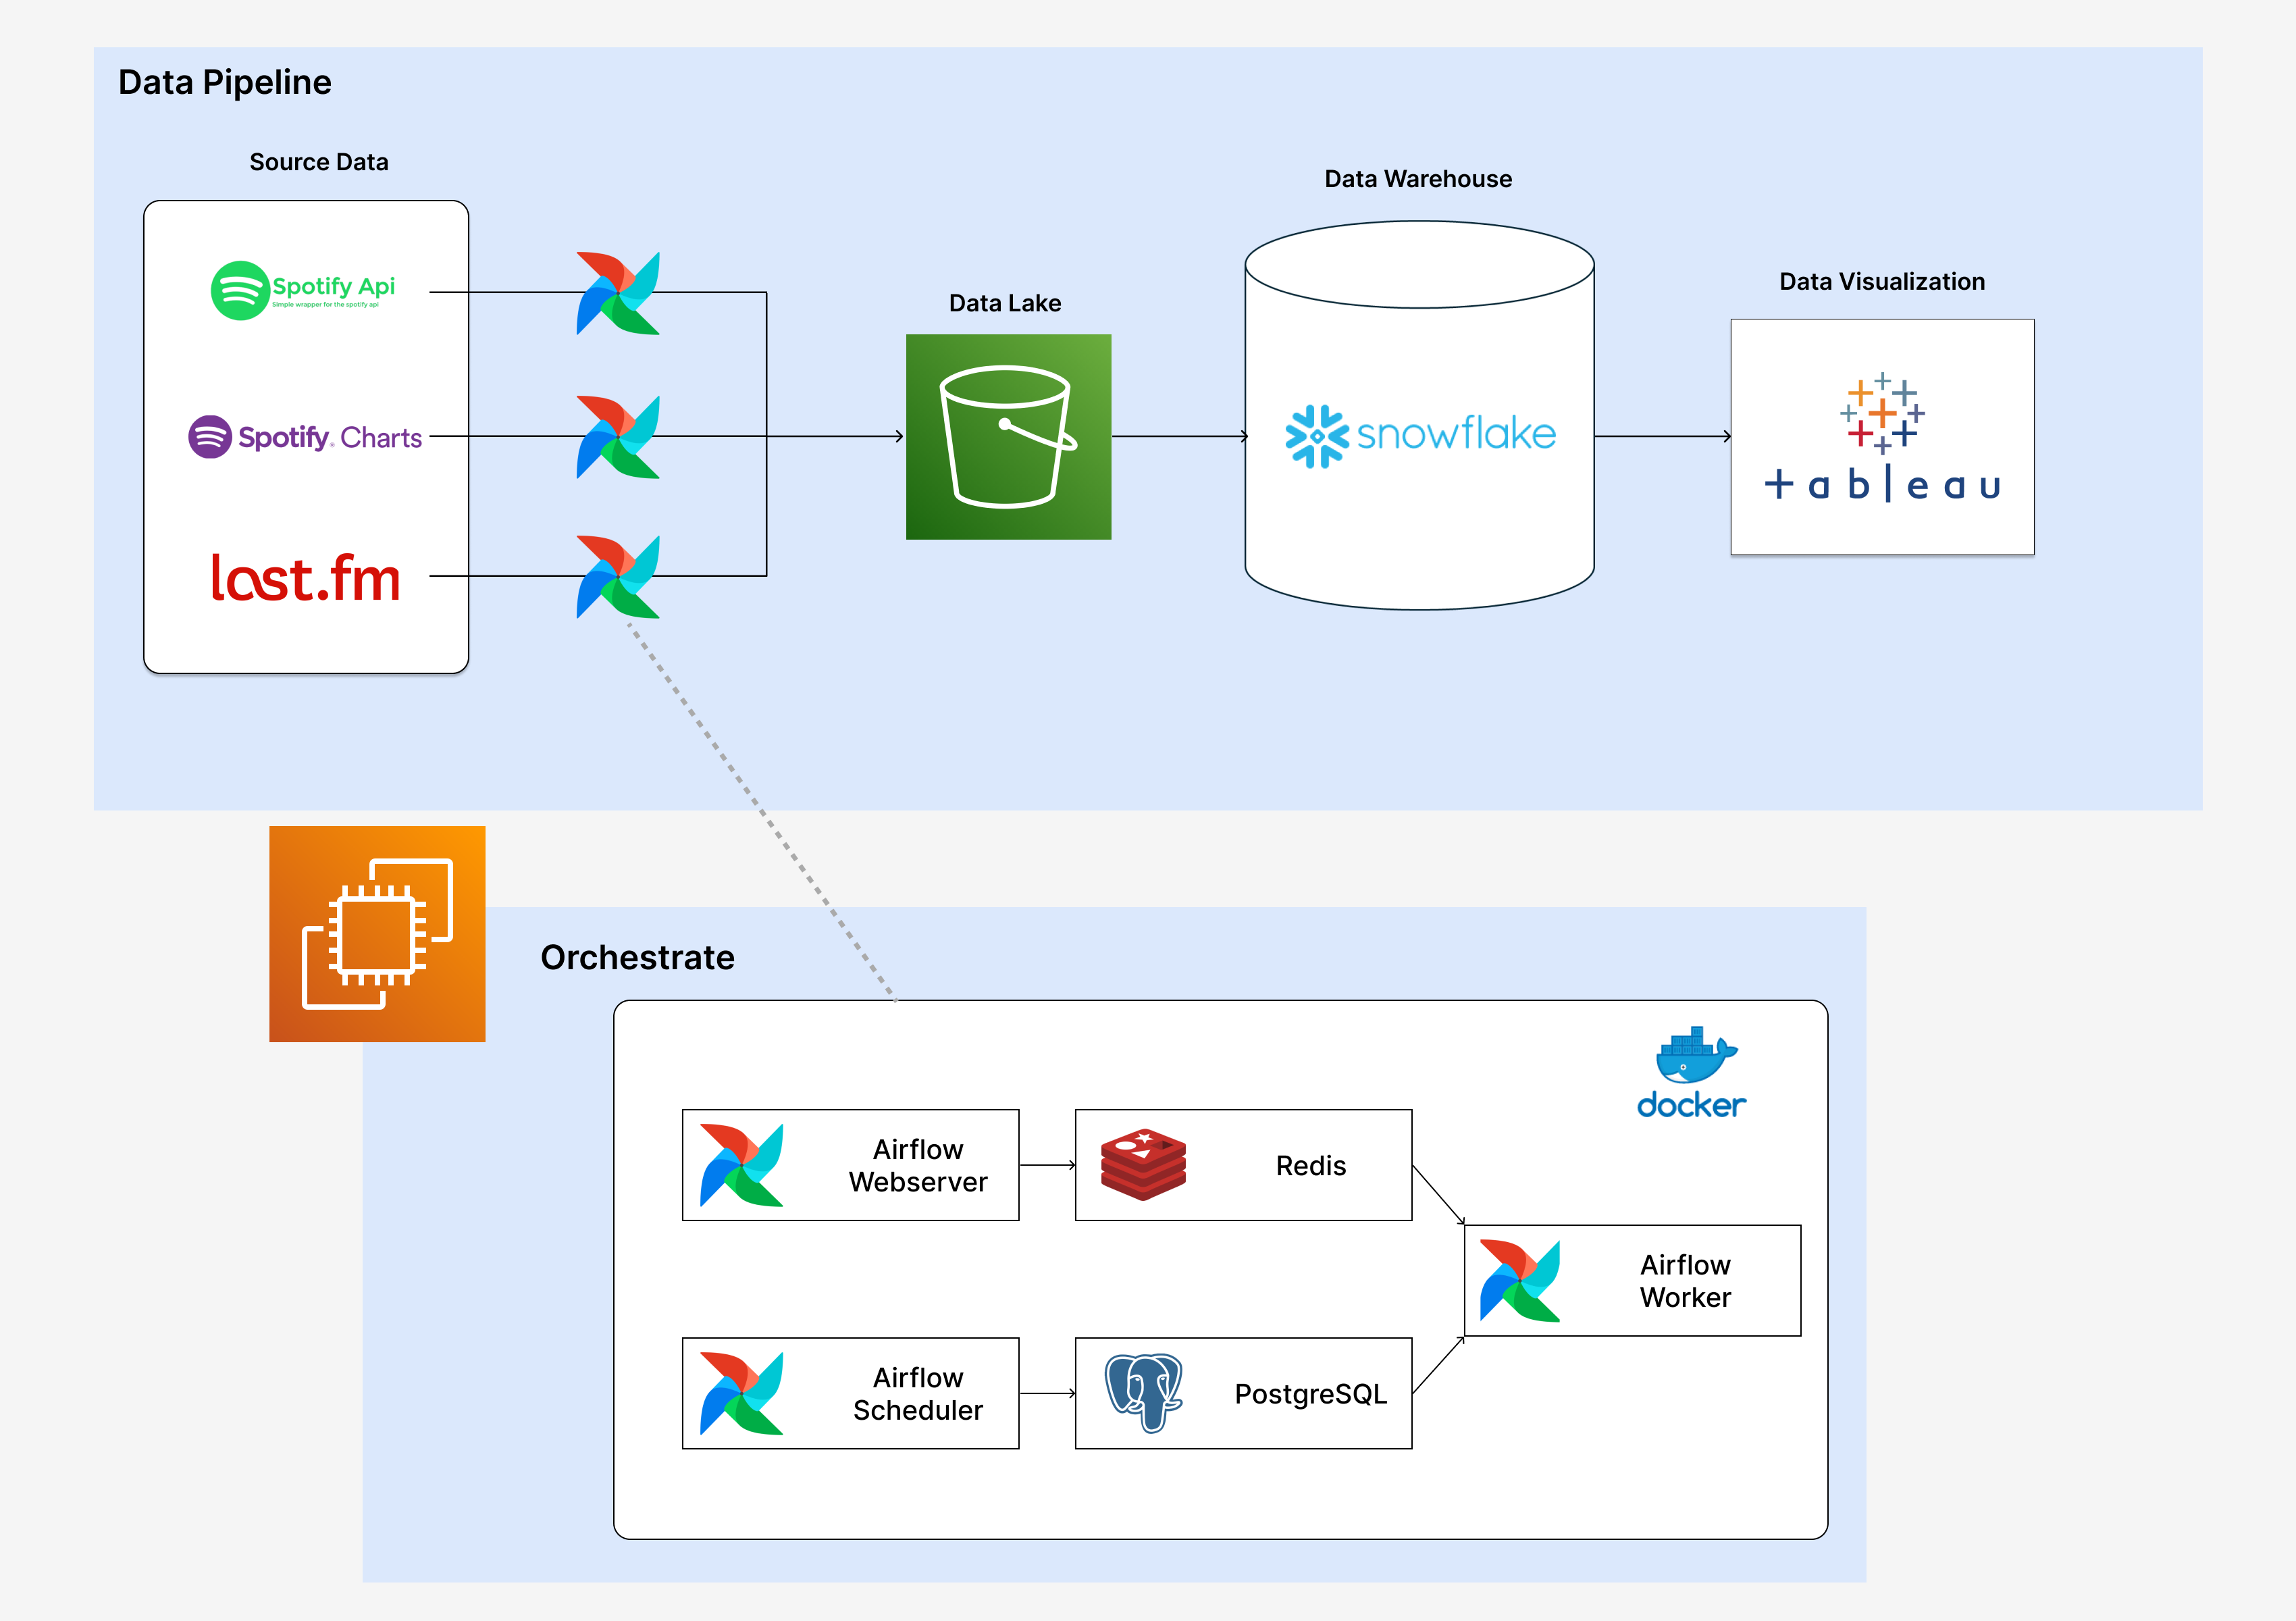 Data Pipeline
Source Data
Spotify Api
Simple wrapper for the spotify api
Spotify® Charts
last.fm
Data Lake
Data Warehouse
snowflake
Data Visualization
+ableau
Orchestrate
docker
Airflow
Webserver
Redis
Airflow
Worker
Airflow
Scheduler
PostgreSQL